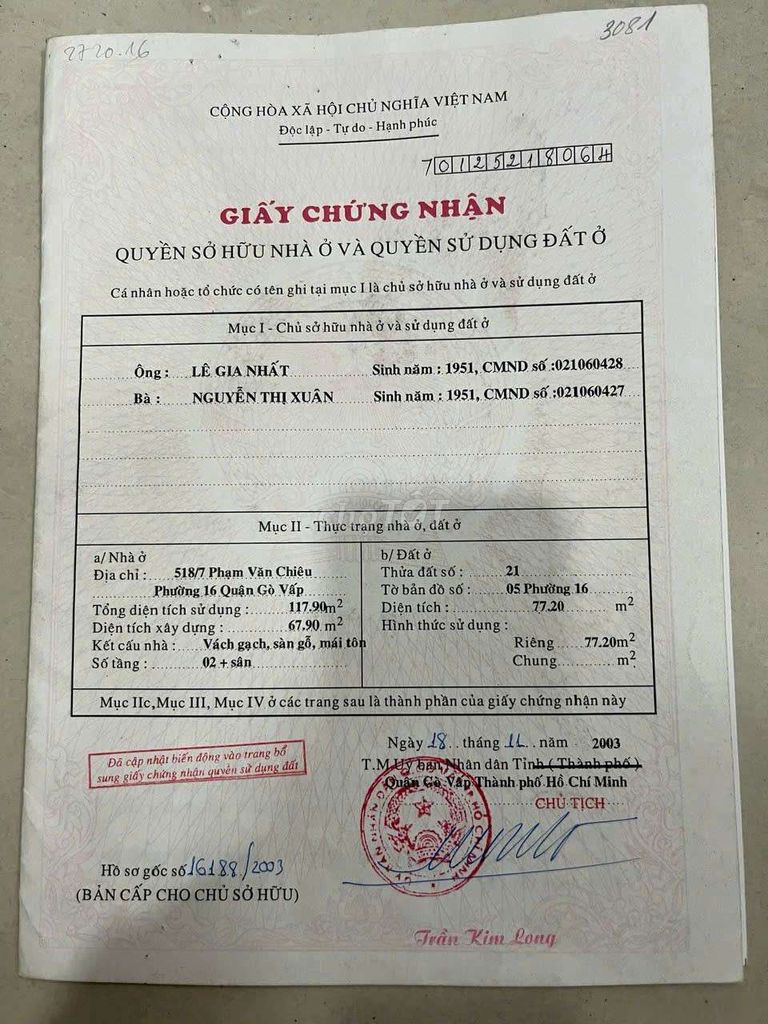 2720.16
3081
CỘNG HÒA XÃ HỘI CHỦ NGHĨA VIỆT NAM
Độc lập - Tự do - Hạnh phúc
70125218064
GIẤY CHỨNG NHẬN
QUYỀN SỞ HỮU NHÀ Ở VÀ QUYỀN SỬ DỤNG ĐẤT Ở
Cá nhân hoặc tổ chức có tên ghi tại mục I là chủ sở hữu nhà ở và sử dụng đất ở
Mục I - Chủ sở hữu nhà ở và sử dụng đất ở
Ông : LÊ GIA NHẤT Sinh năm : 1951, CMND số :021060428
Bà : NGUYỄN THỊ XUÂN Sinh năm : 1951, CMND số :021060427
Mục II - Thực trạng nhà ở, đất ở
a/ Nhà ở
Địa chỉ : 518/7 Phạm Văn Chiêu
Phường 16 Quận Gò Vấp
Tổng diện tích sử dụng : 117.90m2
Diện tích xây dựng : 67.90 m2
Kết cấu nhà : Vách gạch, sàn gỗ, mái tôn
Số tầng : 02 + sân
b/ Đất ở
Thửa đất số : 21
Tờ bản đồ số : 05 Phường 16
Diện tích : 77.20 m2
Hình thức sử dụng :
Riêng 77.20m2
Chung m2
Mục IIc,Mục III, Mục IV ở các trang sau là thành phần của giấy chứng nhận này
Đã cập nhật biến động vào trang bổ
sung giấy chứng nhận quyền sử dụng đất
Ngày 18 tháng 11 năm 2003
T.M Uỷ ban Nhân dân Tỉnh ( Thành phố )
Quận Gò Vấp Thành phố Hồ Chí Minh
CHỦ TỊCH
Hồ sơ gốc số 16188/2003
(BẢN CẤP CHO CHỦ SỞ HỮU)
Trần Kim Long